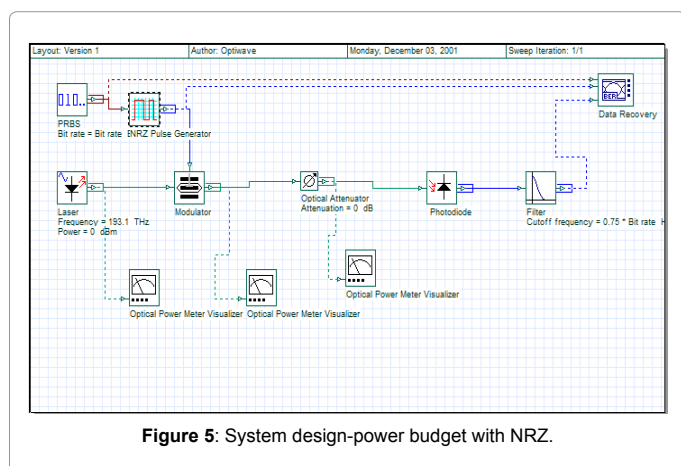 Layout: Version 1
Author: Optiwave
Monday, December 03, 2001
Sweep Iteration: 1/1
010..
PRBS
Bit rate = Bit rate
NRZ Pulse Generator
BER
Data Recovery
Laser
Frequency = 193.1 THz
Power = 0 dBm
Modulator
Optical Attenuator
Attenuation = 0 dB
Photodiode
Filter
Cutoff frequency = 0.75 * Bit rate H
Optical Power Meter Visualizer
Optical Power Meter Visualizer
Optical Power Meter Visualizer
Figure 5: System design-power budget with NRZ.